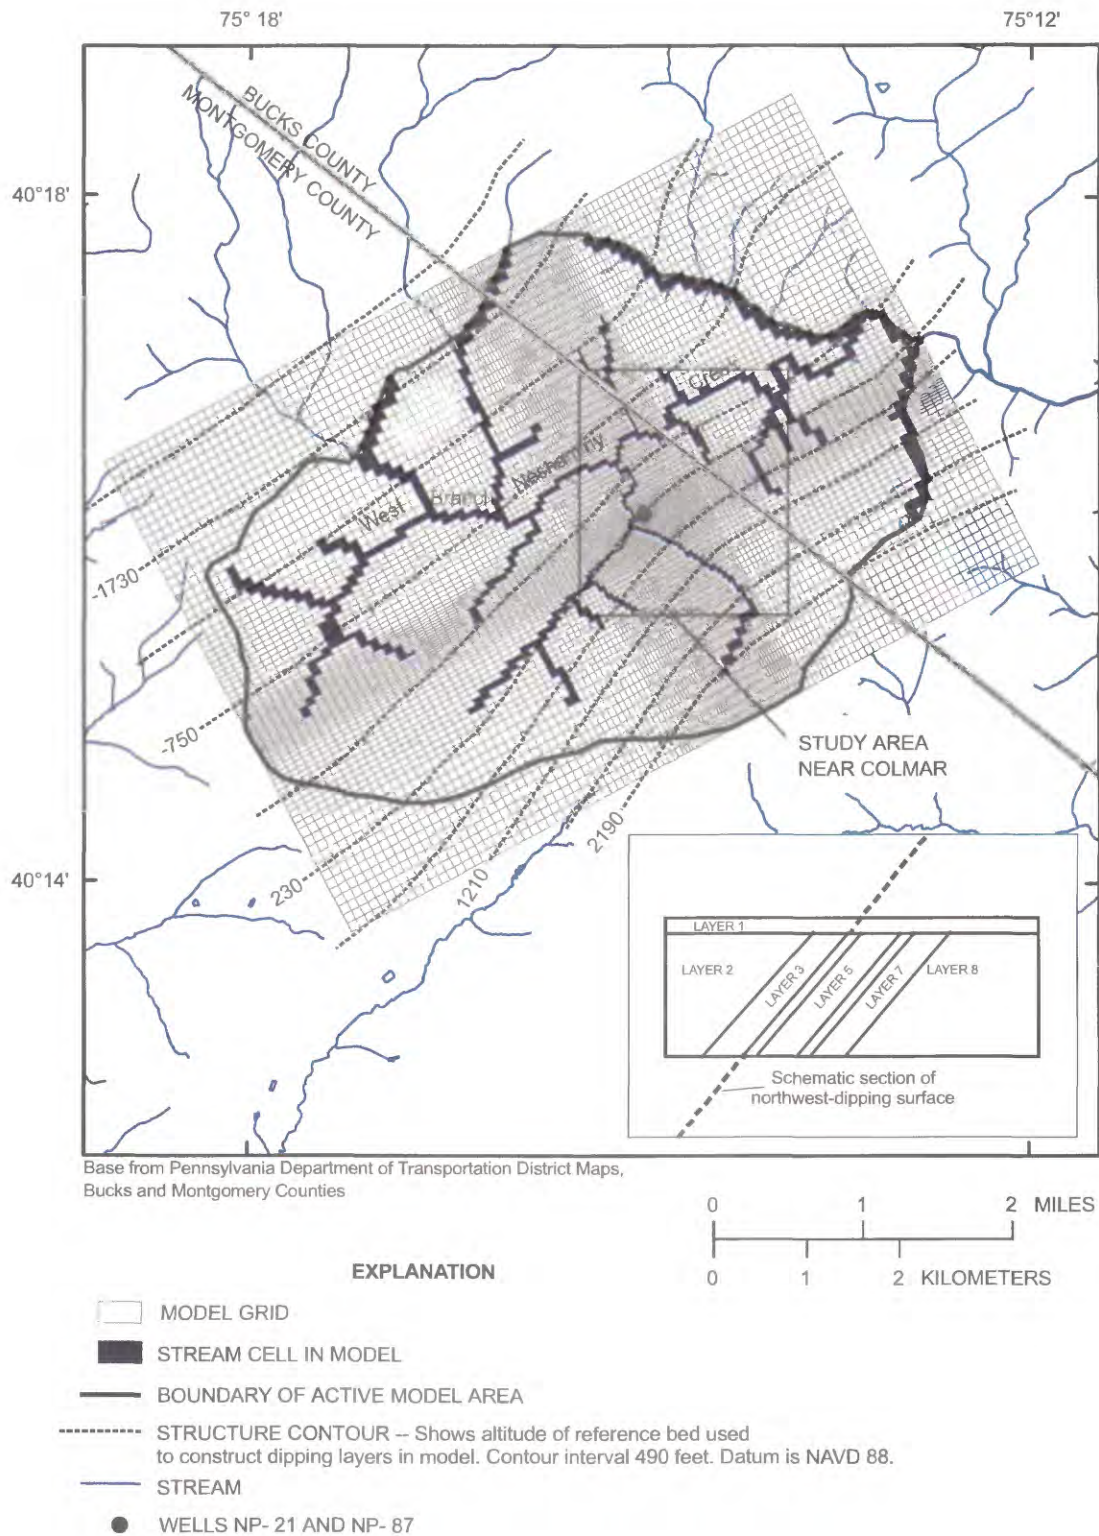 75° 18'
75° 12'
BUCKS COUNTY
MONTGOMERY COUNTY
40°18'
Creek
Neshaminy
Branch
West
-1730
-750
STUDY AREA
NEAR COLMAR
2190
1210
230
40°14'
LAYER 1
LAYER 2
LAYER 3
LAYER 5
LAYER 7
LAYER 8
Schematic section of
northwest-dipping surface
Base from Pennsylvania Department of Transportation District Maps,
Bucks and Montgomery Counties
0 1 2 MILES
0 1 2 KILOMETERS
EXPLANATION
MODEL GRID
STREAM CELL IN MODEL
BOUNDARY OF ACTIVE MODEL AREA
STRUCTURE CONTOUR -- Shows altitude of reference bed used
to construct dipping layers in model. Contour interval 490 feet. Datum is NAVD 88.
STREAM
WELLS NP- 21 AND NP- 87